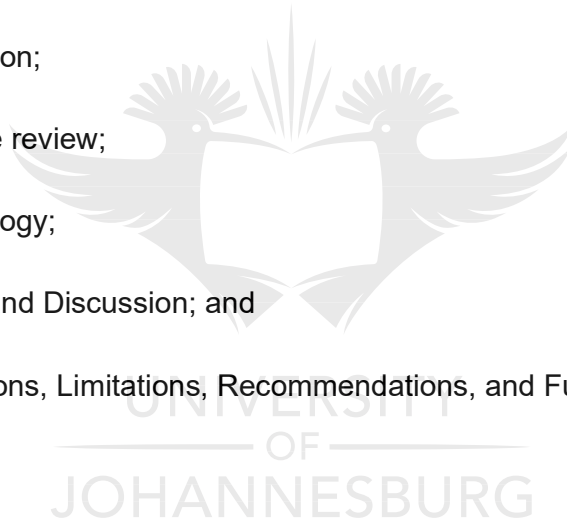 on;
review;
ogy;
nd Discussion; and
ons, Limitations, Recommendations, and Fu
UNIVERSITY
OF
JOHANNESBURG